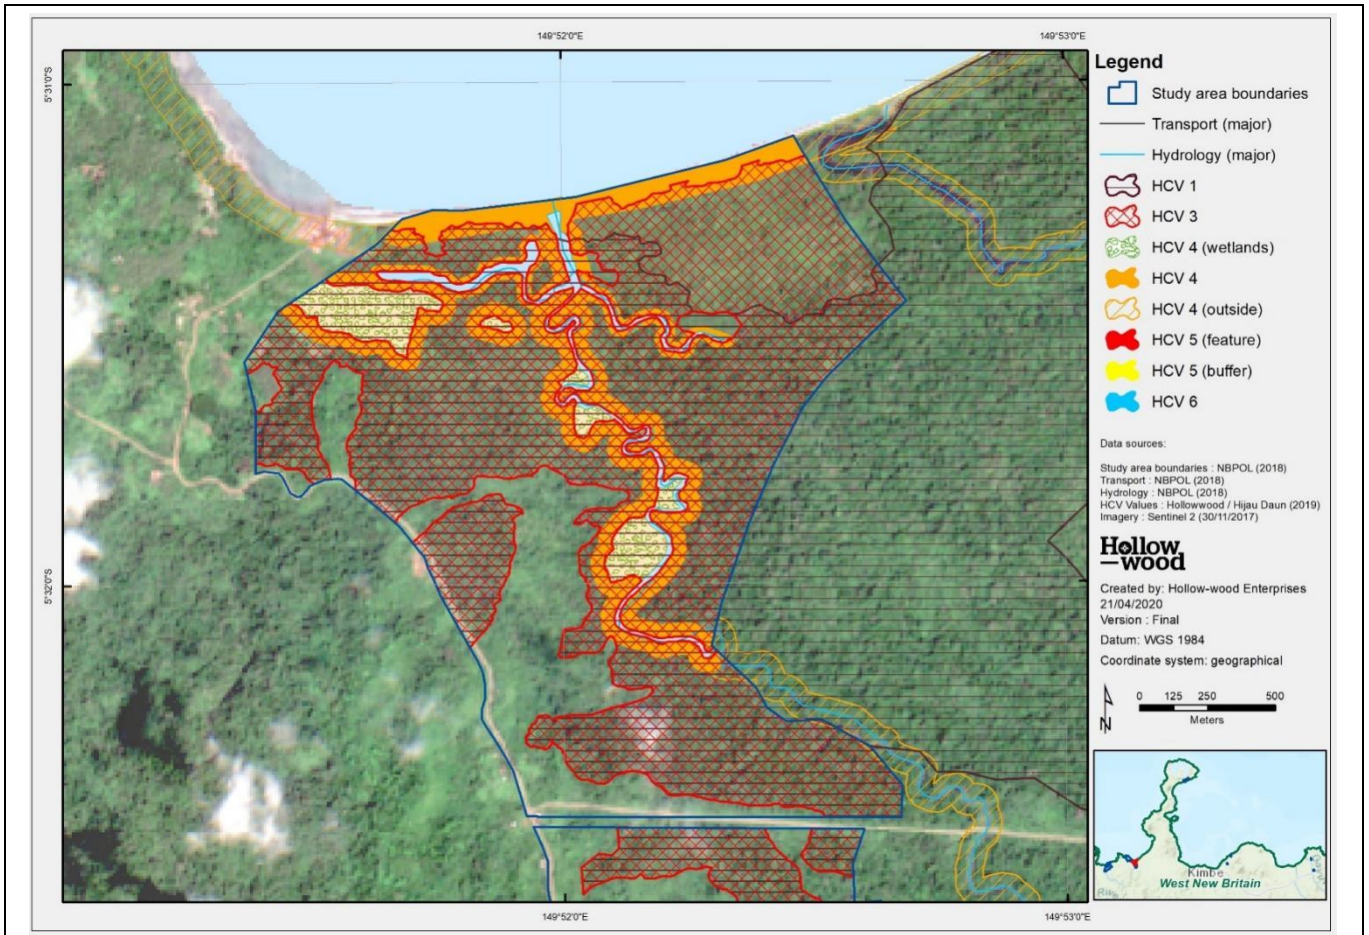 149°52'0"E
149°53'0"E
5°31'0"S
5°32'0"S
149°52'0"E
149°53'0"E
Legend
Study area boundaries
Transport (major)
Hydrology (major)
HCV 1
HCV 3
HCV 4 (wetlands)
HCV 4
HCV 4 (outside)
HCV 5 (feature)
HCV 5 (buffer)
HCV 6
Data sources:
Study area boundaries : NBPOL (2018)
Transport : NBPOL (2018)
Hydrology : NBPOL (2018)
HCV Values : Hollowwood / Hijau Daun (2019)
Imagery : Sentinel 2 (30/11/2017)
Hollow
—wood
Created by: Hollow-wood Enterprises
21/04/2020
Version : Final
Datum: WGS 1984
Coordinate system: geographical
N
0 125 250 500
Meters
Kimbe
West New Britain